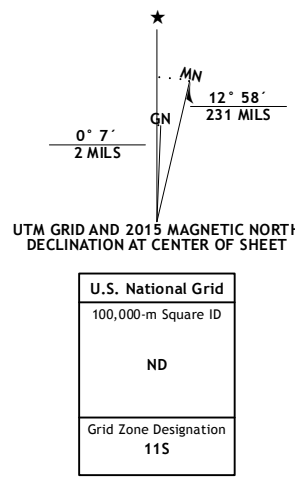 MN
GN
12° 58´
231 MILS
0° 7´
2 MILS
UTM GRID AND 2015 MAGNETIC NORTH
DECLINATION AT CENTER OF SHEET
U.S. National Grid
100,000-m Square ID
ND
Grid Zone Designation
11S